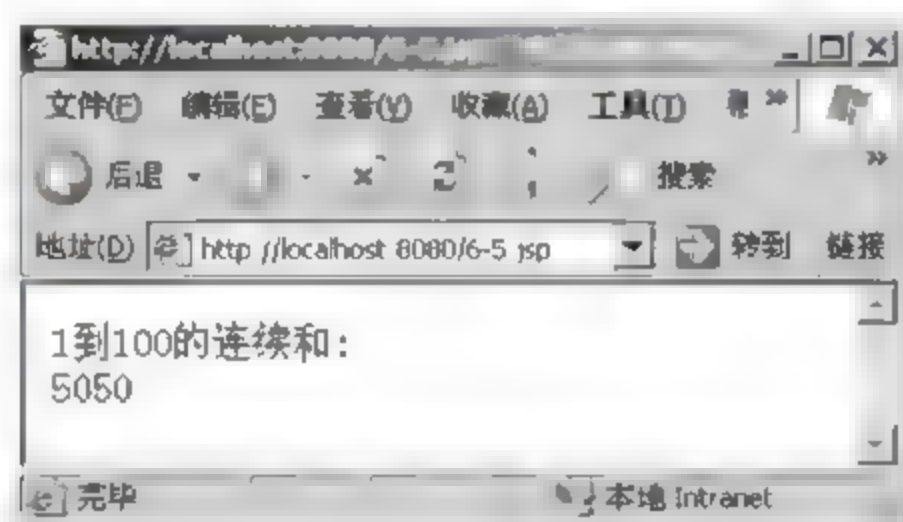 http://localhost:8080/6-5.jsp
文件(F) 编辑(E) 查看(V) 收藏(A) 工具(T) »
后退 搜索 »
地址(D) http //localhost 8080/6-5 jsp 转到 链接
1到100的连续和：
5050
完毕 本地 Intranet